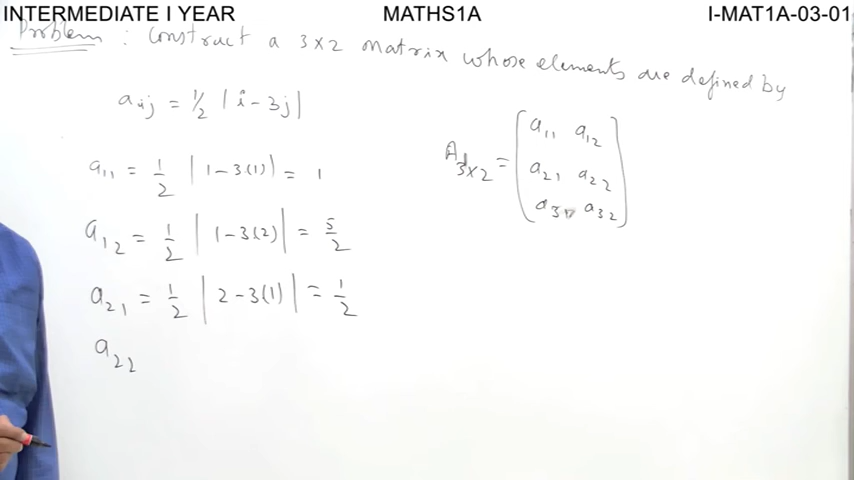 INTERMEDIATE I YEAR MATHS1A I-MAT1A-03-01
Problem : Construct a 3x2 matrix whose elements are defined by
aij = 1/2 |i-3j|
A3x2 = ( a11 a12
a21 a22
a31 a32 )
a11 = 1/2 |1-3(1)| = 1
a12 = 1/2 |1-3(2)| = 5/2
a21 = 1/2 |2-3(1)| = 1/2
a22